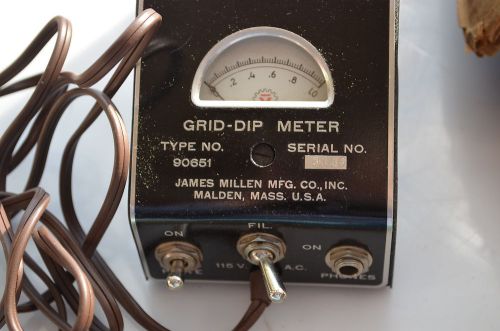 .2 .4 .6 .8 1.0
GRID-DIP METER
TYPE NO. SERIAL NO.
90651
JAMES MILLEN MFG. CO., INC.
MALDEN, MASS. U.S.A.
ON FIL. ON
115 V. A.C. PHONES